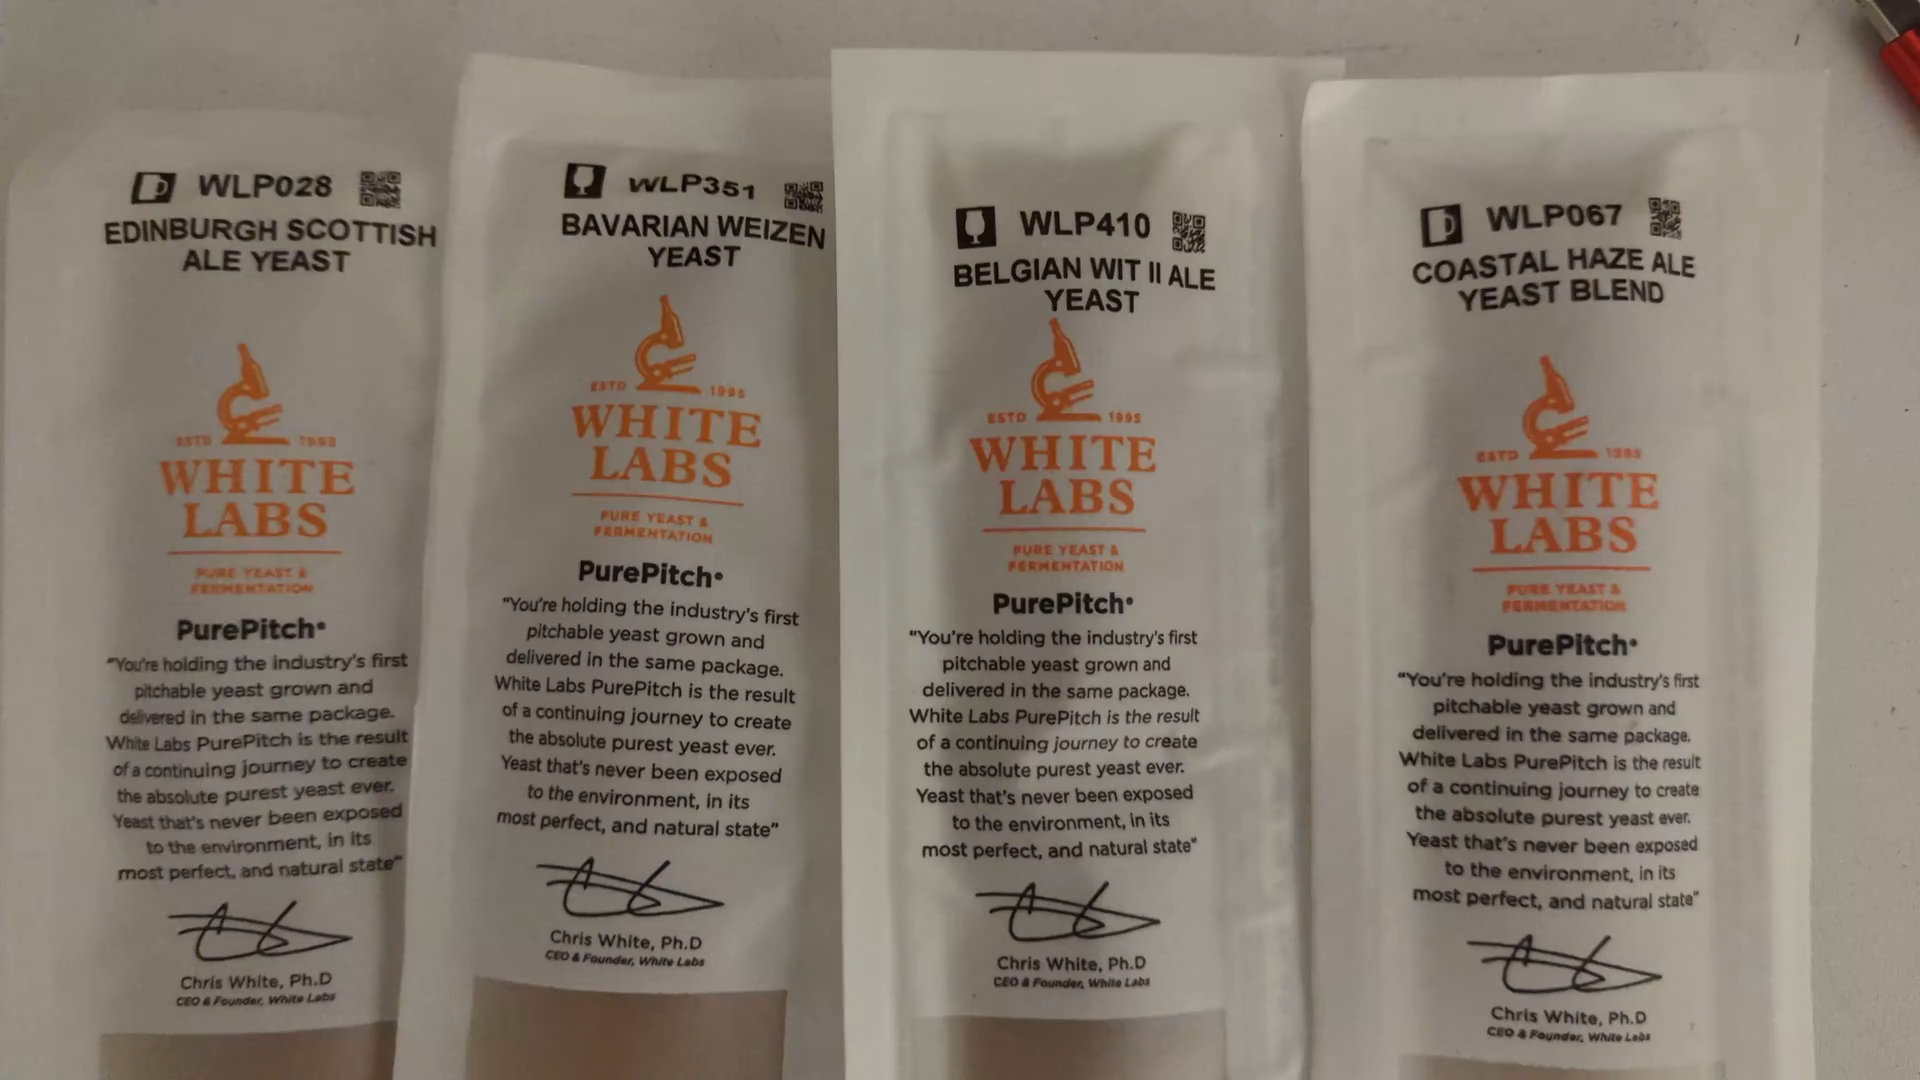 WLP028
EDINBURGH SCOTTISH
ALE YEAST
ESTD 1995
WHITE
LABS
PURE YEAST &
FERMENTATION
PurePitch
"You're holding the industry's first
pitchable yeast grown and
delivered in the same package.
White Labs PurePitch is the result
of a continuing journey to create
the absolute purest yeast ever.
Yeast that's never been exposed
to the environment, in its
most perfect, and natural state"
Chris White, Ph.D
CEO & Founder, White Labs
WLP351
BAVARIAN WEIZEN
YEAST
ESTD 1995
WHITE
LABS
PURE YEAST &
FERMENTATION
PurePitch
"You're holding the industry's first
pitchable yeast grown and
delivered in the same package.
White Labs PurePitch is the result
of a continuing journey to create
the absolute purest yeast ever.
Yeast that's never been exposed
to the environment, in its
most perfect, and natural state"
Chris White, Ph.D
CEO & Founder, White Labs
WLP410
BELGIAN WIT II ALE
YEAST
ESTD 1995
WHITE
LABS
PURE YEAST &
FERMENTATION
PurePitch
"You're holding the industry's first
pitchable yeast grown and
delivered in the same package.
White Labs PurePitch is the result
of a continuing journey to create
the absolute purest yeast ever.
Yeast that's never been exposed
to the environment, in its
most perfect, and natural state"
Chris White, Ph.D
CEO & Founder, White Labs
WLP067
COASTAL HAZE ALE
YEAST BLEND
ESTD 1995
WHITE
LABS
PURE YEAST &
FERMENTATION
PurePitch
"You're holding the industry's first
pitchable yeast grown and
delivered in the same package.
White Labs PurePitch is the result
of a continuing journey to create
the absolute purest yeast ever.
Yeast that's never been exposed
to the environment, in its
most perfect, and natural state"
Chris White, Ph.D
CEO & Founder, White Labs